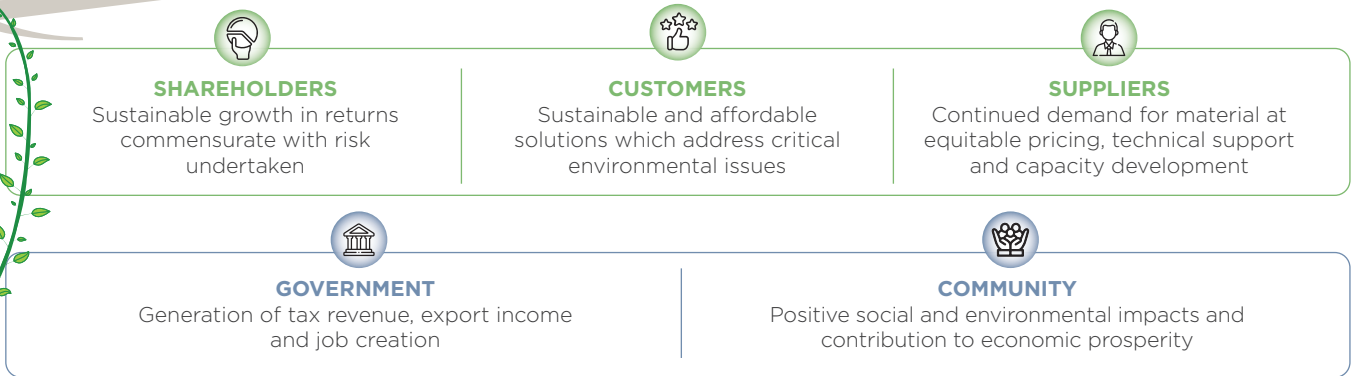 SHAREHOLDERS
Sustainable growth in returns
commensurate with risk
undertaken
CUSTOMERS
Sustainable and affordable
solutions which address critical
environmental issues
SUPPLIERS
Continued demand for material at
equitable pricing, technical support
and capacity development
GOVERNMENT
Generation of tax revenue, export income
and job creation
COMMUNITY
Positive social and environmental impacts and
contribution to economic prosperity